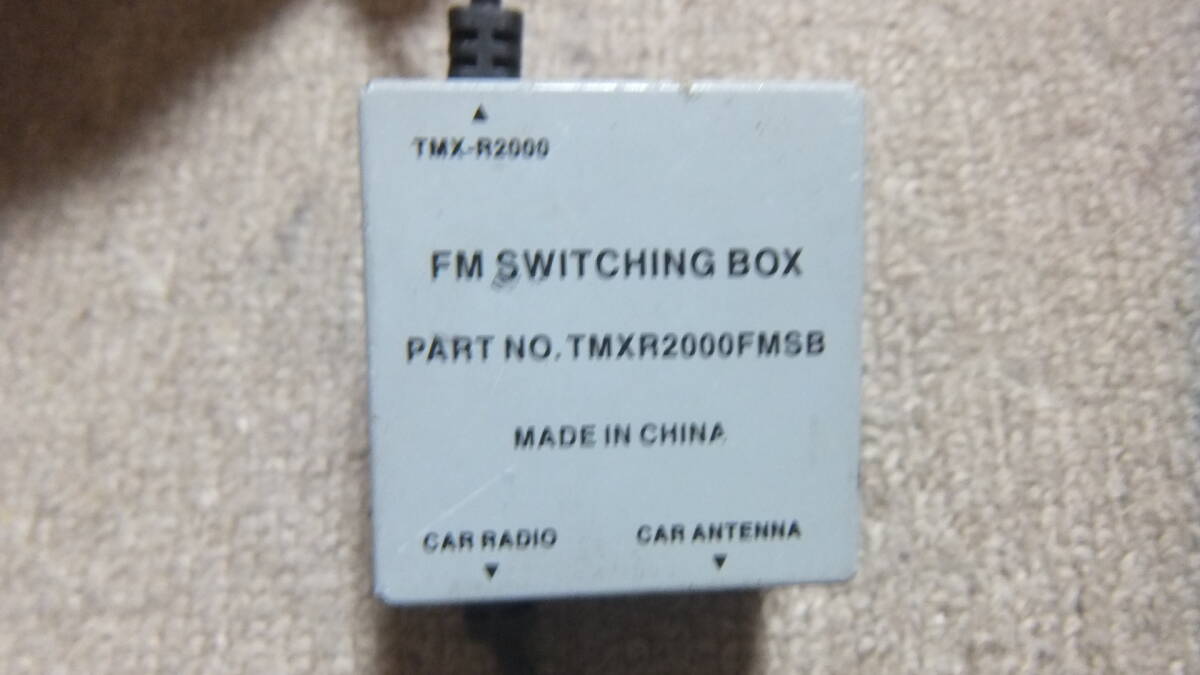 ▲
TMX-R2000
FM SWITCHING BOX
PART NO. TMXR2000FMSB
MADE IN CHINA
CAR RADIO CAR ANTENNA
▼ ▼